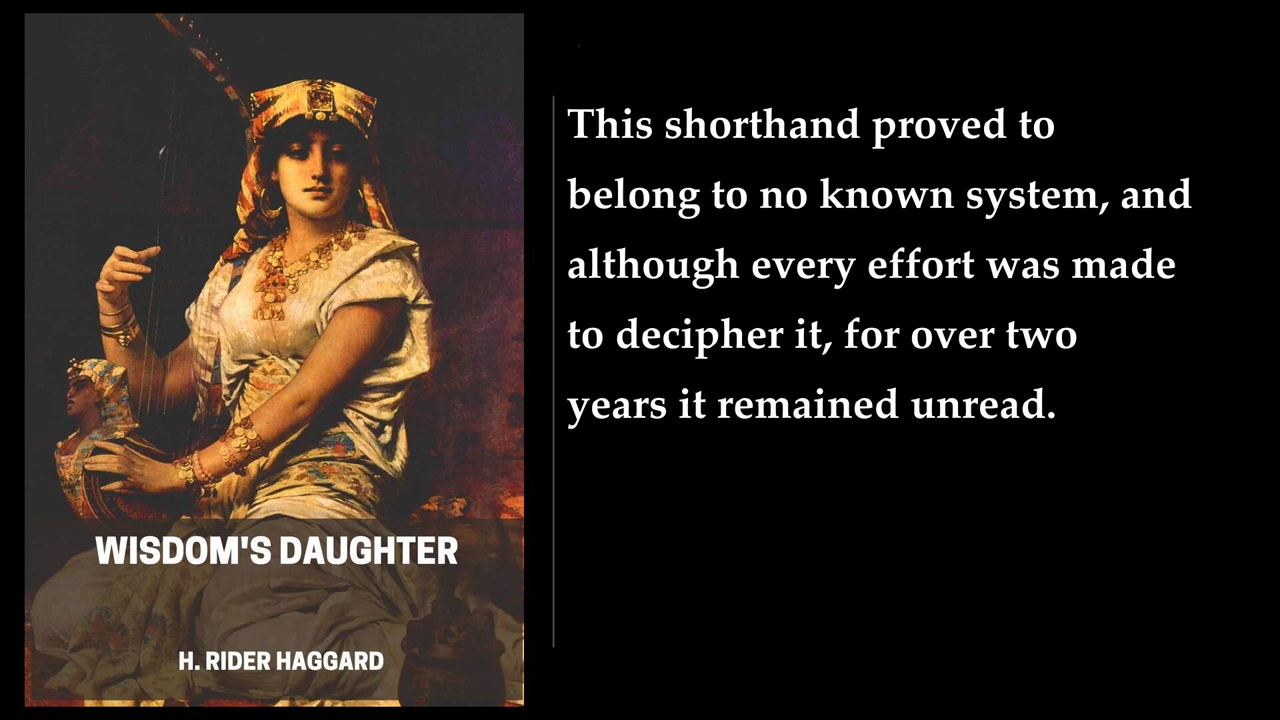 WISDOM'S DAUGHTER
H. RIDER HAGGARD
This shorthand proved to
belong to no known system, and
although every effort was made
to decipher it, for over two
years it remained unread.